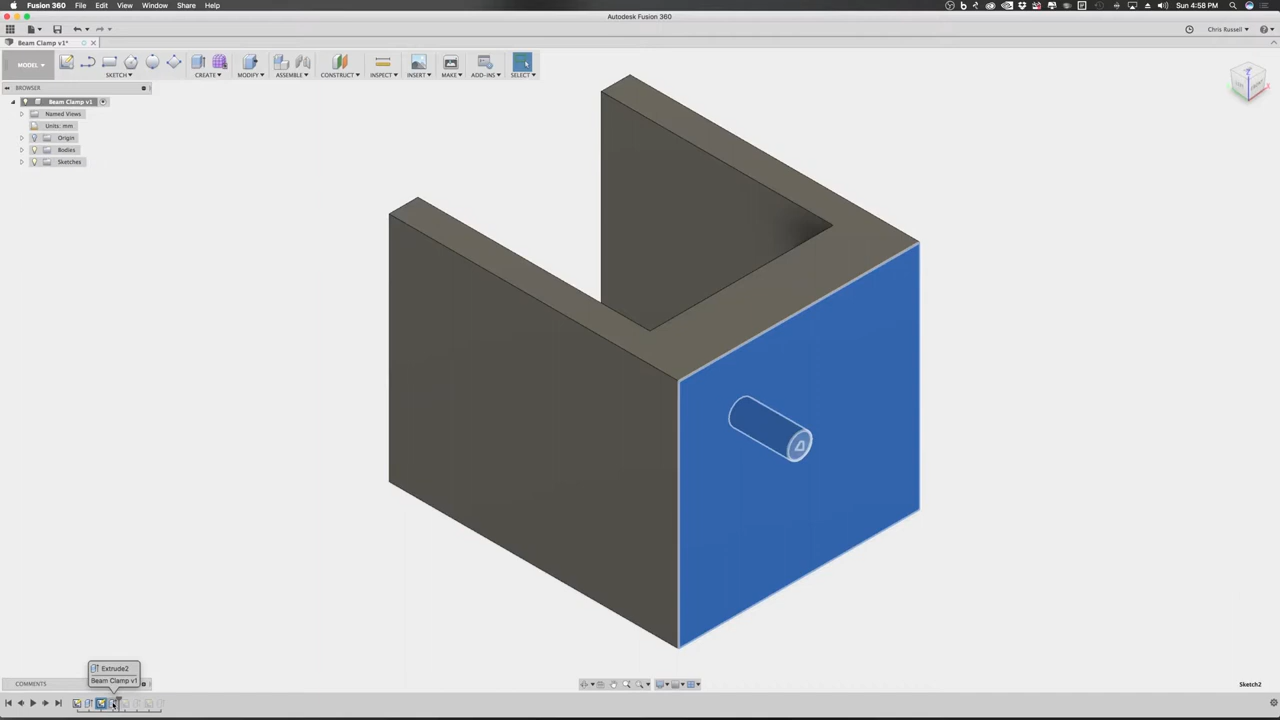 Fusion 360 File Edit Window Share Help Sun 4:58 PM
Autodesk Fusion 360
Chris Russell
Beam Clamp v1*
MODEL SKETCH CREATE MODIFY ASSEMBLE CONSTRUCT INSPECT INSERT MAKE ADD-INS SELECT
BROWSER
Beam Clamp v1
Named Views
Units: mm
Origin
Bodies
Sketches
Extrude2
Beam Clamp v1
COMMENTS
Sketch2